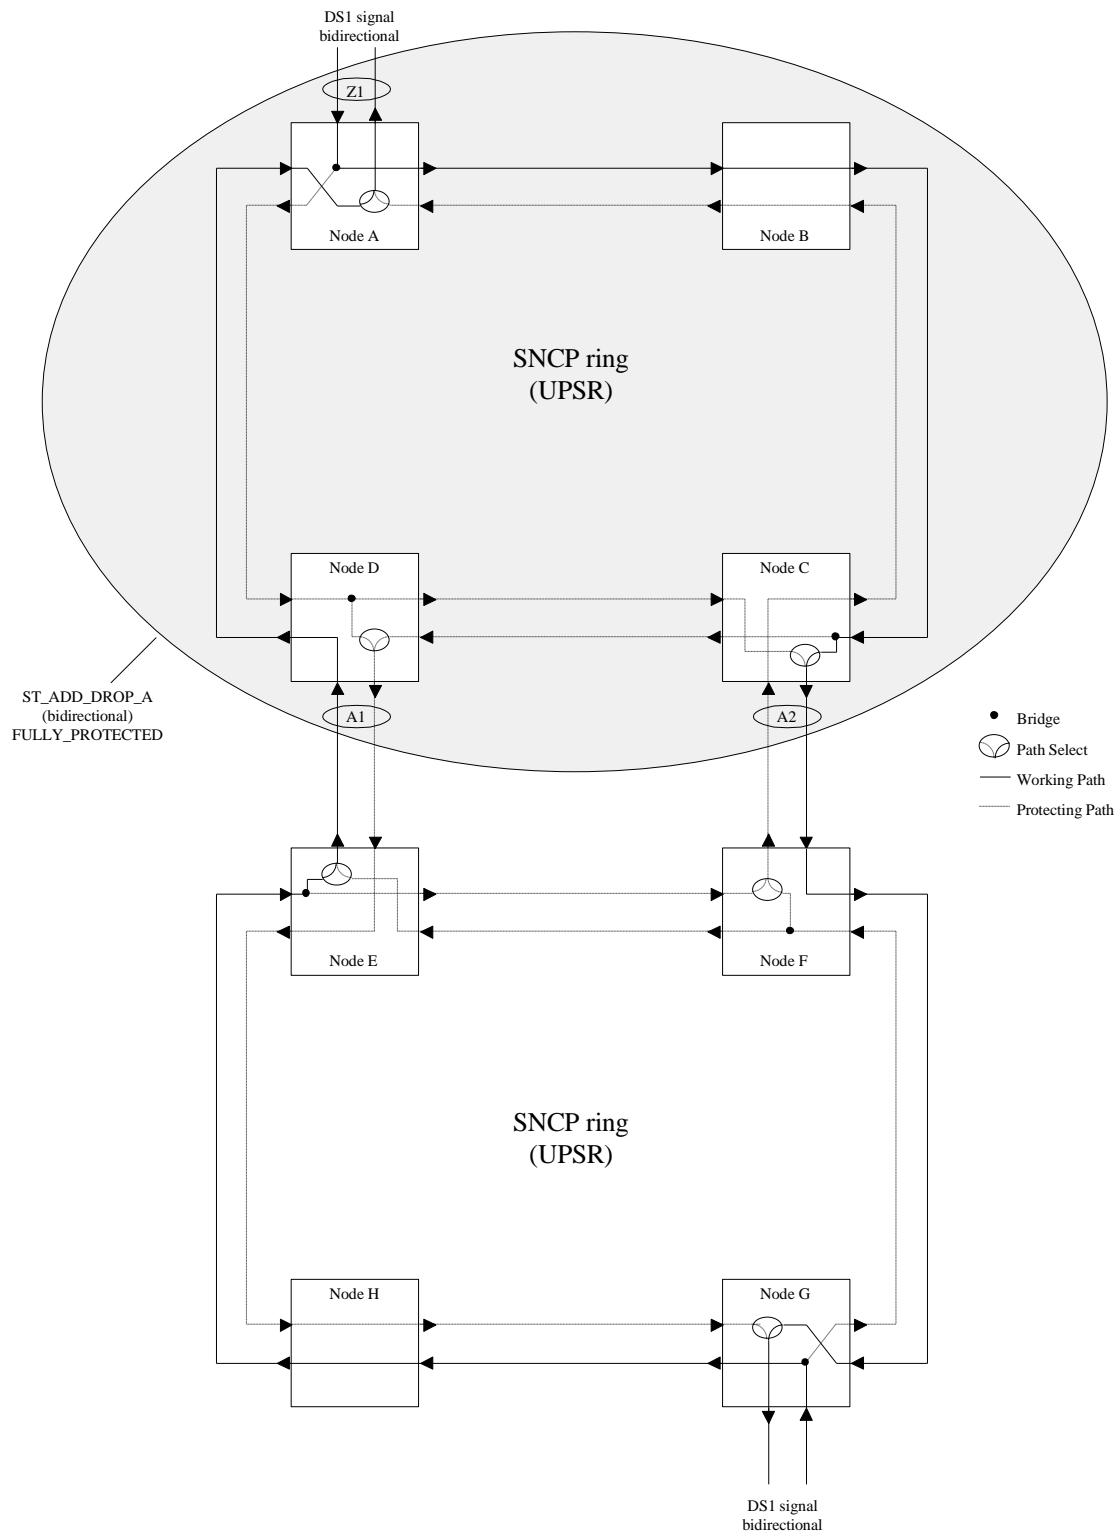 DS1 signal
bidirectional
Z1
Node A
Node B
SNCP ring
(UPSR)
Node D
Node C
ST_ADD_DROP_A
(bidirectional)
FULLY_PROTECTED
A1
A2
Bridge
Path Select
Working Path
Protecting Path
Node E
Node F
SNCP ring
(UPSR)
Node H
Node G
DS1 signal
bidirectional